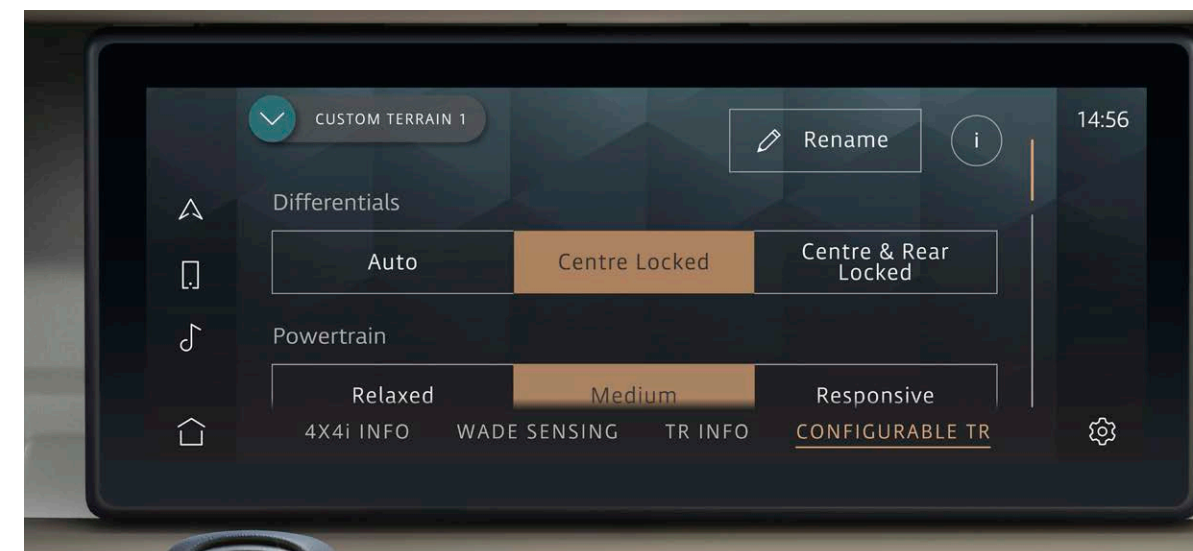 CUSTOM TERRAIN 1
Rename
i
14:56
Differentials
Auto
Centre Locked
Centre & Rear
Locked
Powertrain
Relaxed
Medium
Responsive
4X4i INFO
WADE SENSING
TR INFO
CONFIGURABLE TR